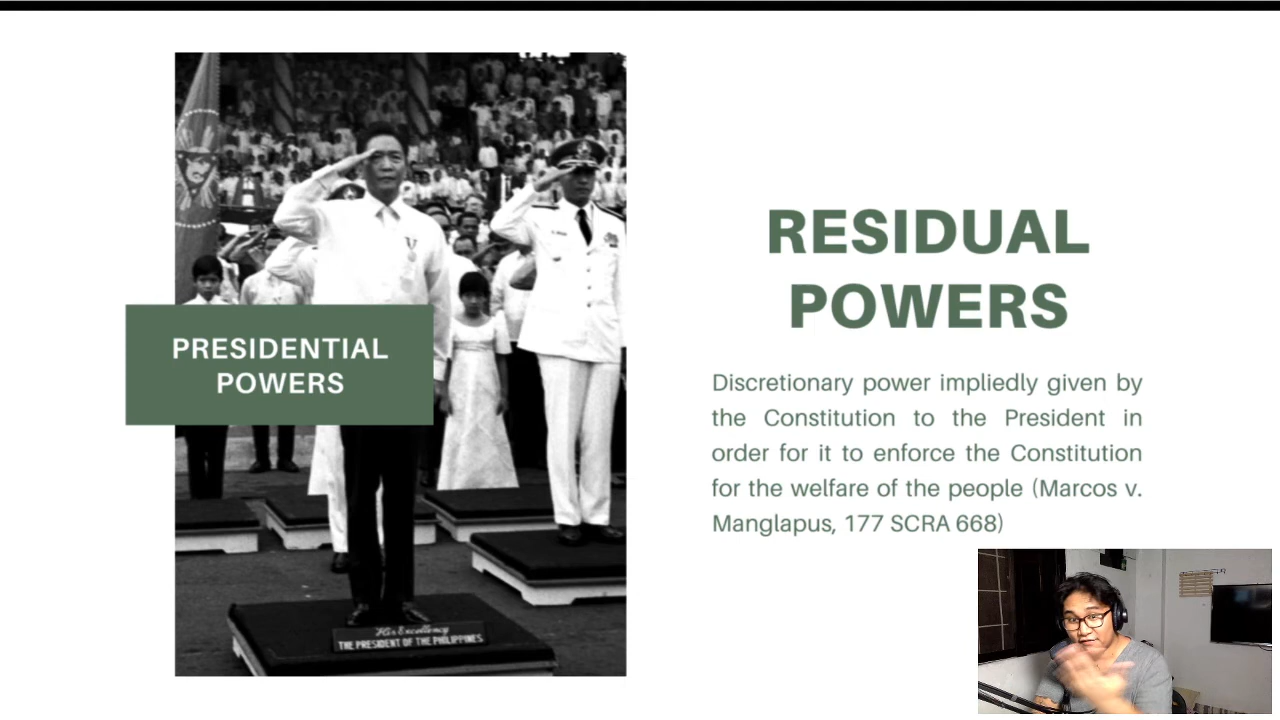 PRESIDENTIAL
POWERS
His Excellency
THE PRESIDENT OF THE PHILIPPINES
RESIDUAL
POWERS
Discretionary power impliedly given by
the Constitution to the President in
order for it to enforce the Constitution
for the welfare of the people (Marcos v.
Manglapus, 177 SCRA 668)